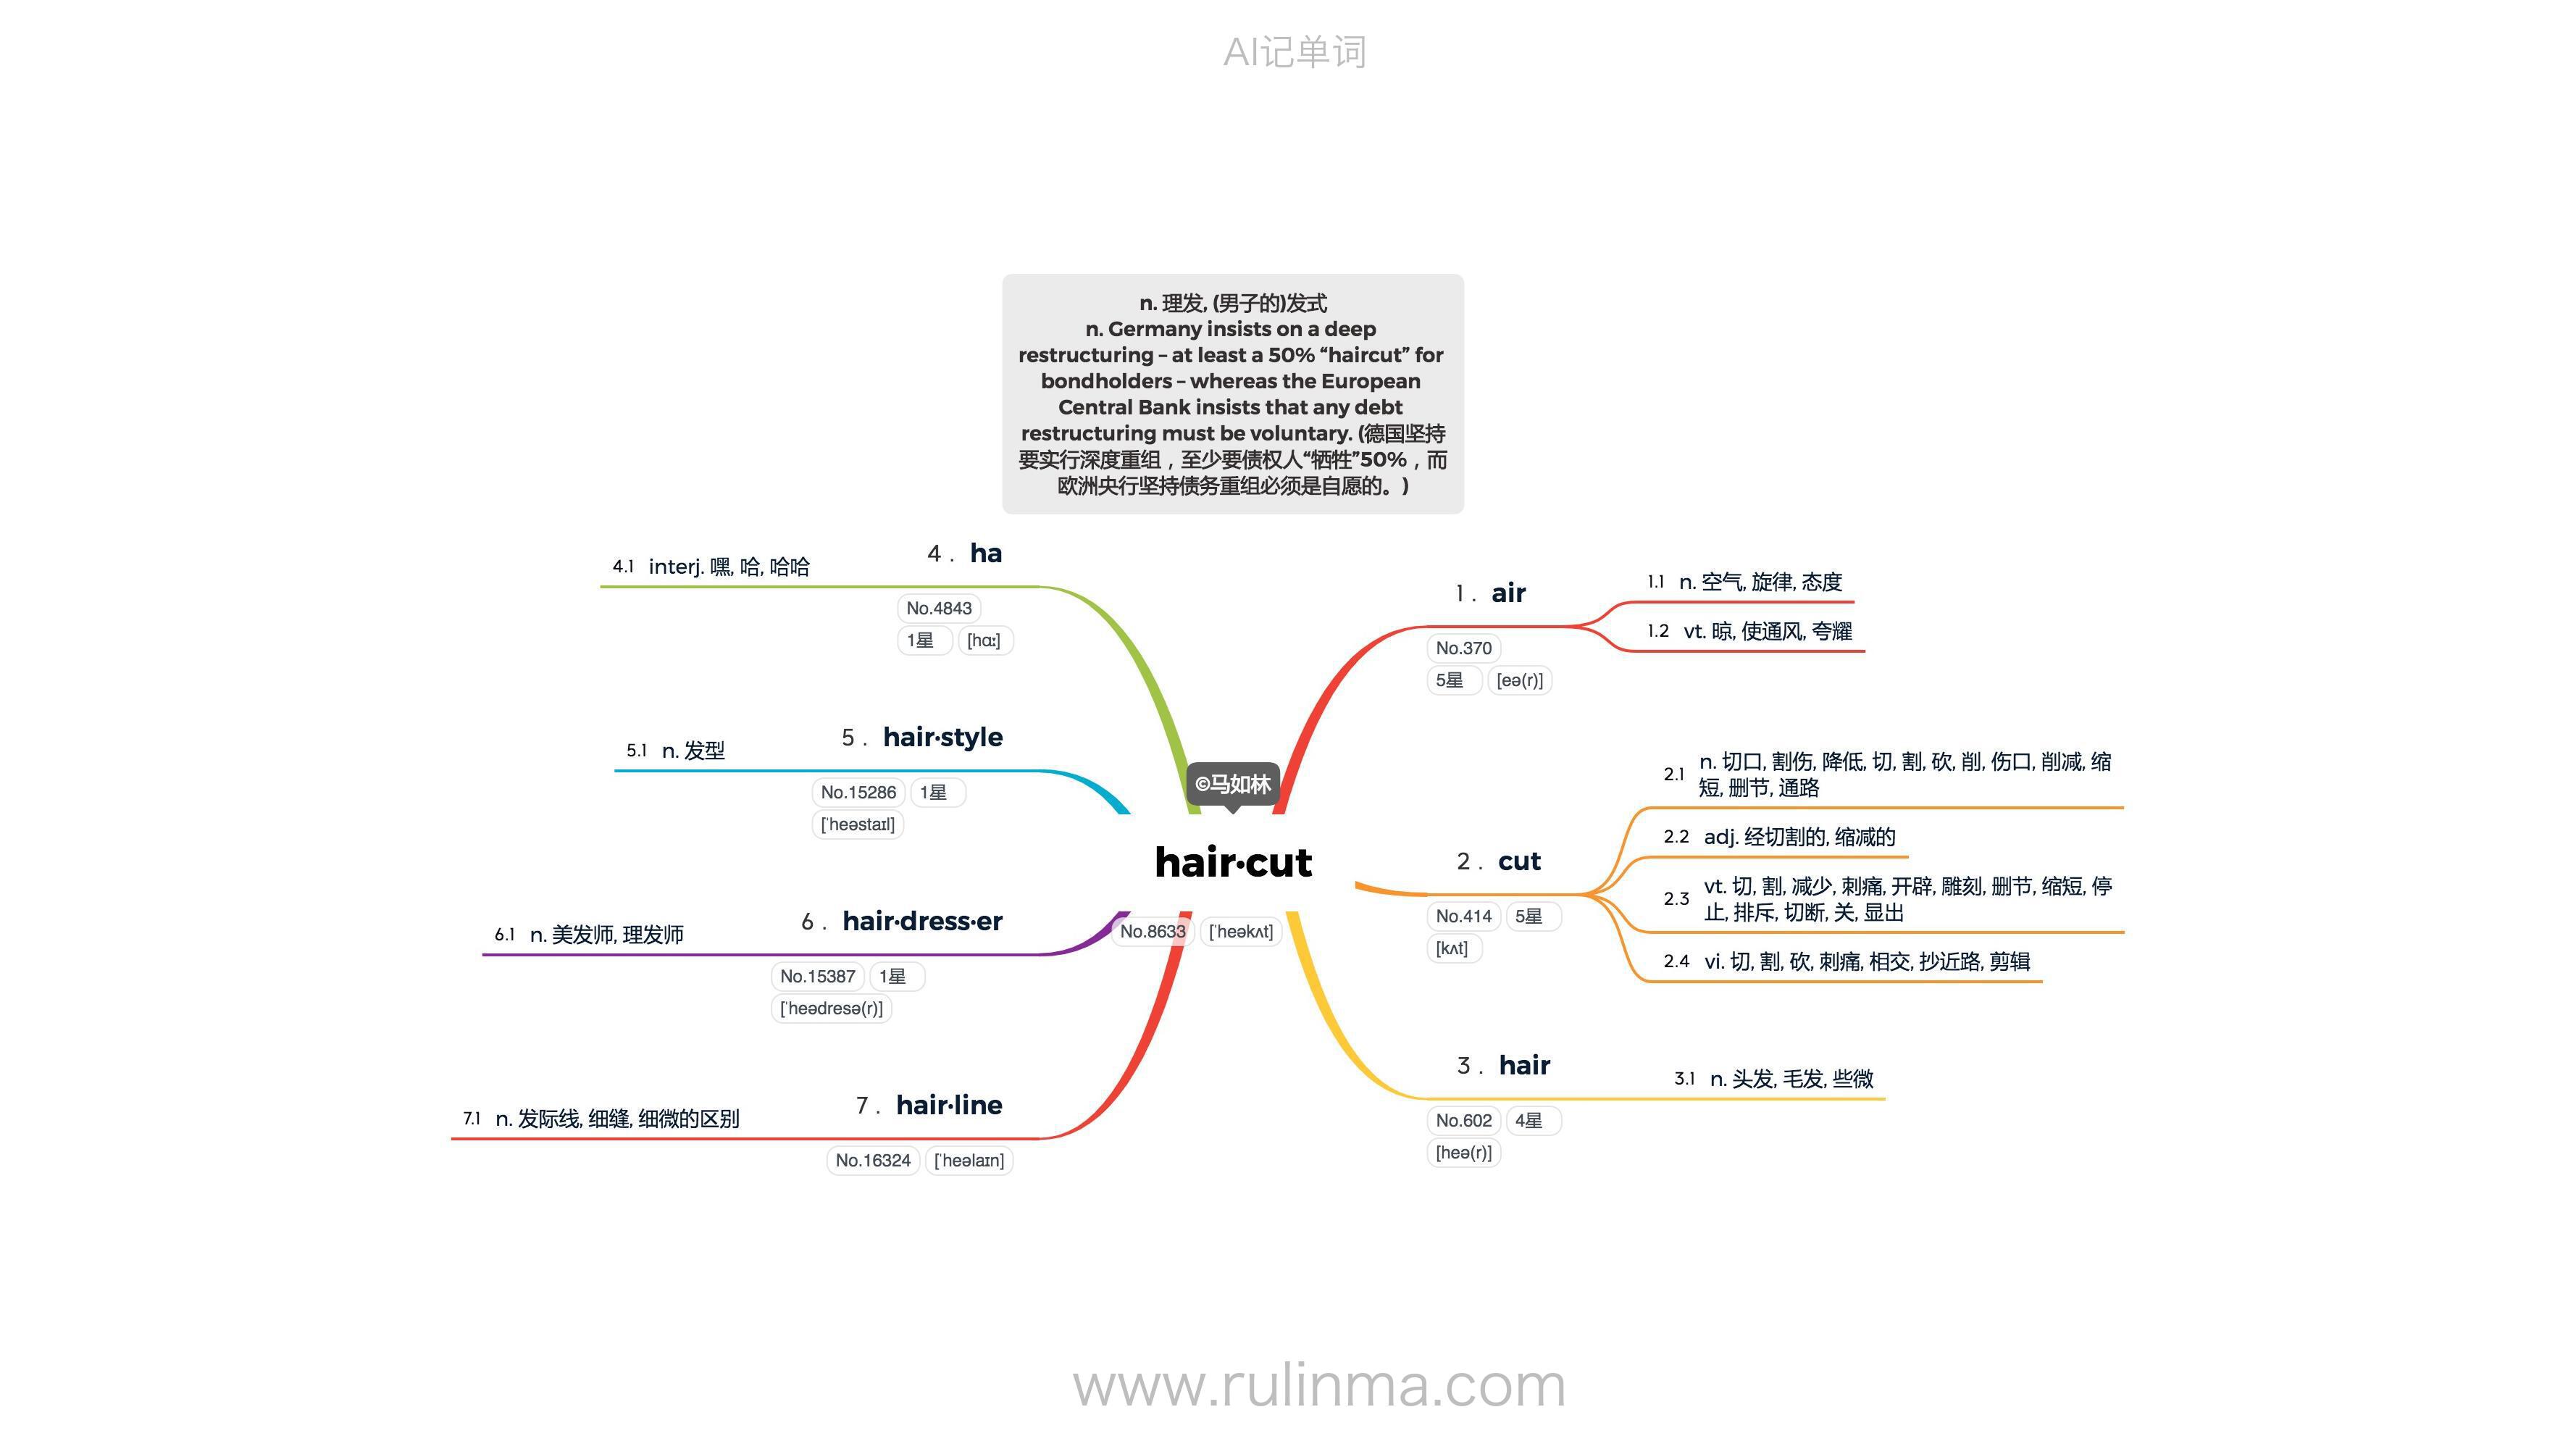 AI记单词
n. 理发, (男子的)发式
n. Germany insists on a deep
restructuring – at least a 50% “haircut” for
bondholders – whereas the European
Central Bank insists that any debt
restructuring must be voluntary. (德国坚持
要实行深度重组，至少要债权人“牺牲”50%，而
欧洲央行坚持债务重组必须是自愿的。)
©马如林
hair·cut
No.8633 [ˈheəkʌt]
1. air
No.370
5星 [eə(r)]
1.1 n. 空气, 旋律, 态度
1.2 vt. 晾, 使通风, 夸耀
2. cut
No.414 5星
[kʌt]
2.1 n. 切口, 割伤, 降低, 切, 割, 砍, 削, 伤口, 削减, 缩
短, 删节, 通路
2.2 adj. 经切割的, 缩减的
2.3 vt. 切, 割, 减少, 刺痛, 开辟, 雕刻, 删节, 缩短, 停
止, 排斥, 切断, 关, 显出
2.4 vi. 切, 割, 砍, 刺痛, 相交, 抄近路, 剪辑
3. hair
No.602 4星
[heə(r)]
3.1 n. 头发, 毛发, 些微
4. ha
No.4843
1星 [hɑː]
4.1 interj. 嘿, 哈, 哈哈
5. hair·style
No.15286 1星
[ˈheəstaɪl]
5.1 n. 发型
6. hair·dress·er
No.15387 1星
[ˈheədresə(r)]
6.1 n. 美发师, 理发师
7. hair·line
No.16324 [ˈheəlaɪn]
7.1 n. 发际线, 细缝, 细微的区别
www.rulinma.com